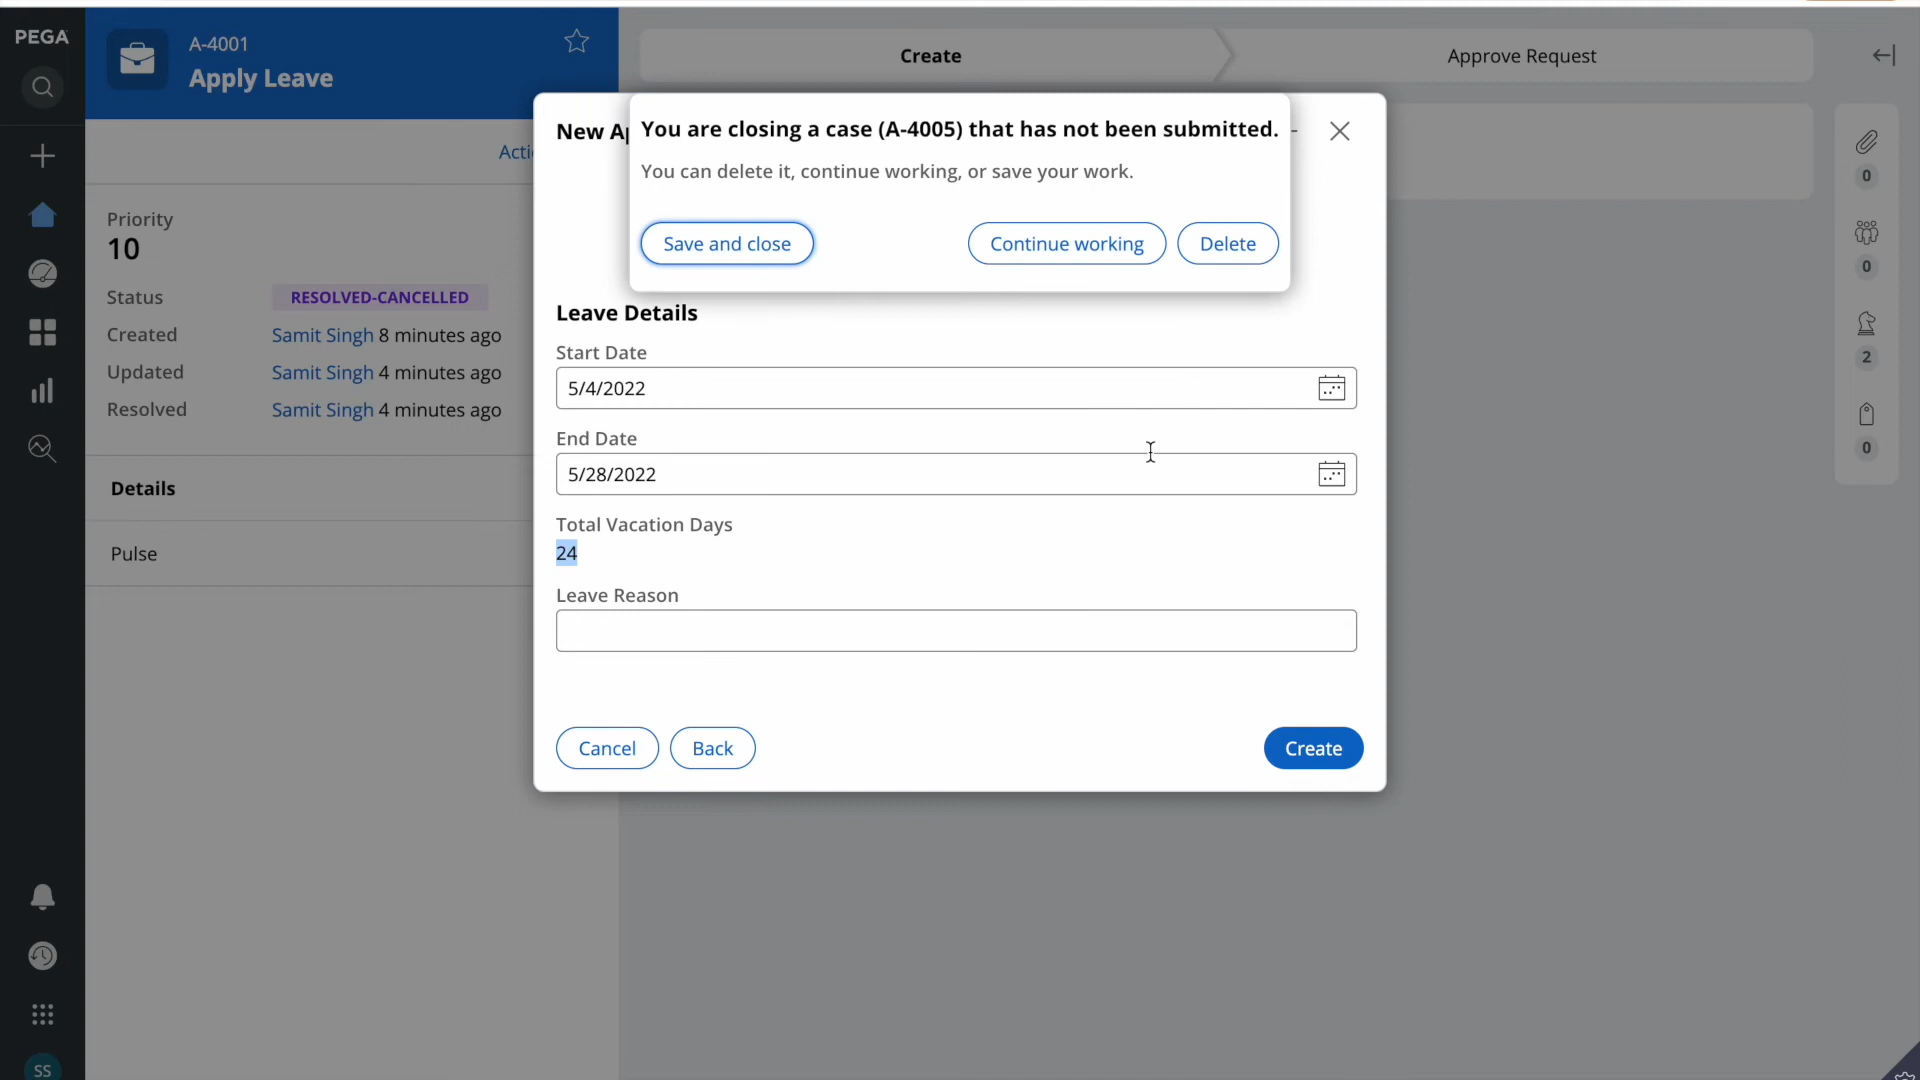 PEGA
A-4001
Apply Leave
Create
Approve Request
Acti
Priority
10
Status RESOLVED-CANCELLED
Created Samit Singh 8 minutes ago
Updated Samit Singh 4 minutes ago
Resolved Samit Singh 4 minutes ago
Details
Pulse
SS
New Ap
You are closing a case (A-4005) that has not been submitted.
You can delete it, continue working, or save your work.
Save and close
Continue working
Delete
Leave Details
Start Date
5/4/2022
End Date
5/28/2022
Total Vacation Days
24
Leave Reason
Cancel
Back
Create
0
0
2
0